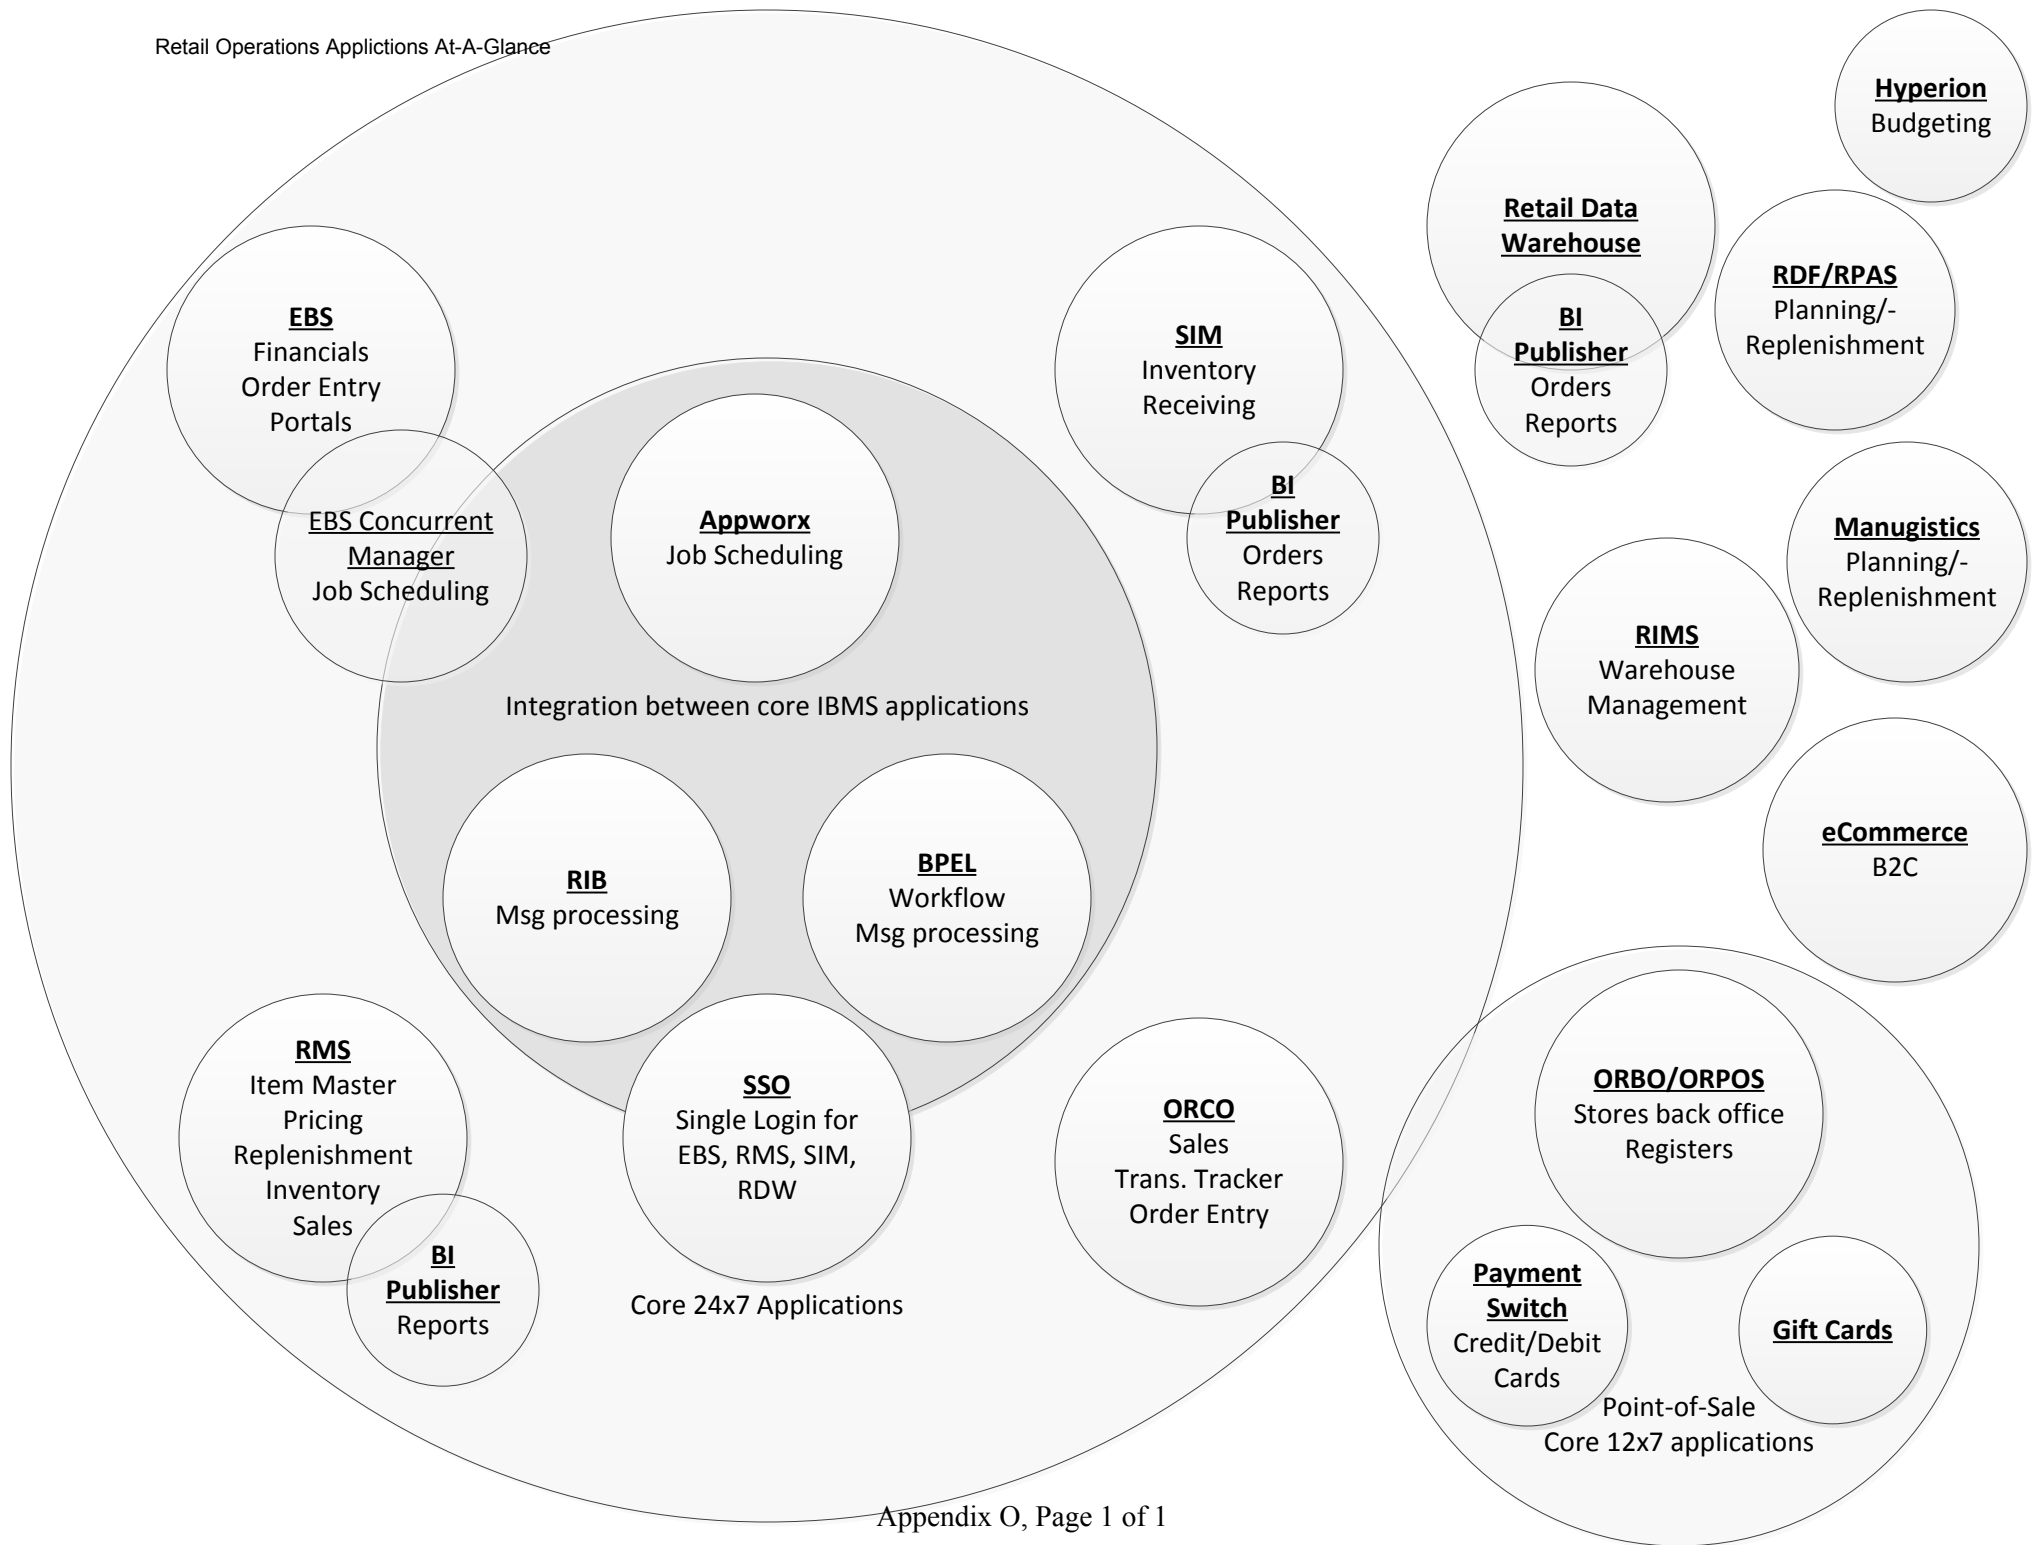 Retail Operations Applictions At-A-Glance
Hyperion
Budgeting
Retail Data
Warehouse
BI
Publisher
Orders
Reports
RDF/RPAS
Planning/-
Replenishment
EBS
Financials
Order Entry
Portals
EBS Concurrent
Manager
Job Scheduling
Appworx
Job Scheduling
SIM
Inventory
Receiving
BI
Publisher
Orders
Reports
Manugistics
Planning/-
Replenishment
RIMS
Warehouse
Management
Integration between core IBMS applications
RIB
Msg processing
BPEL
Workflow
Msg processing
eCommerce
B2C
RMS
Item Master
Pricing
Replenishment
Inventory
Sales
BI
Publisher
Reports
SSO
Single Login for
EBS, RMS, SIM,
RDW
Core 24x7 Applications
ORCO
Sales
Trans. Tracker
Order Entry
ORBO/ORPOS
Stores back office
Registers
Payment
Switch
Credit/Debit
Cards
Gift Cards
Point-of-Sale
Core 12x7 applications
Appendix O, Page 1 of 1